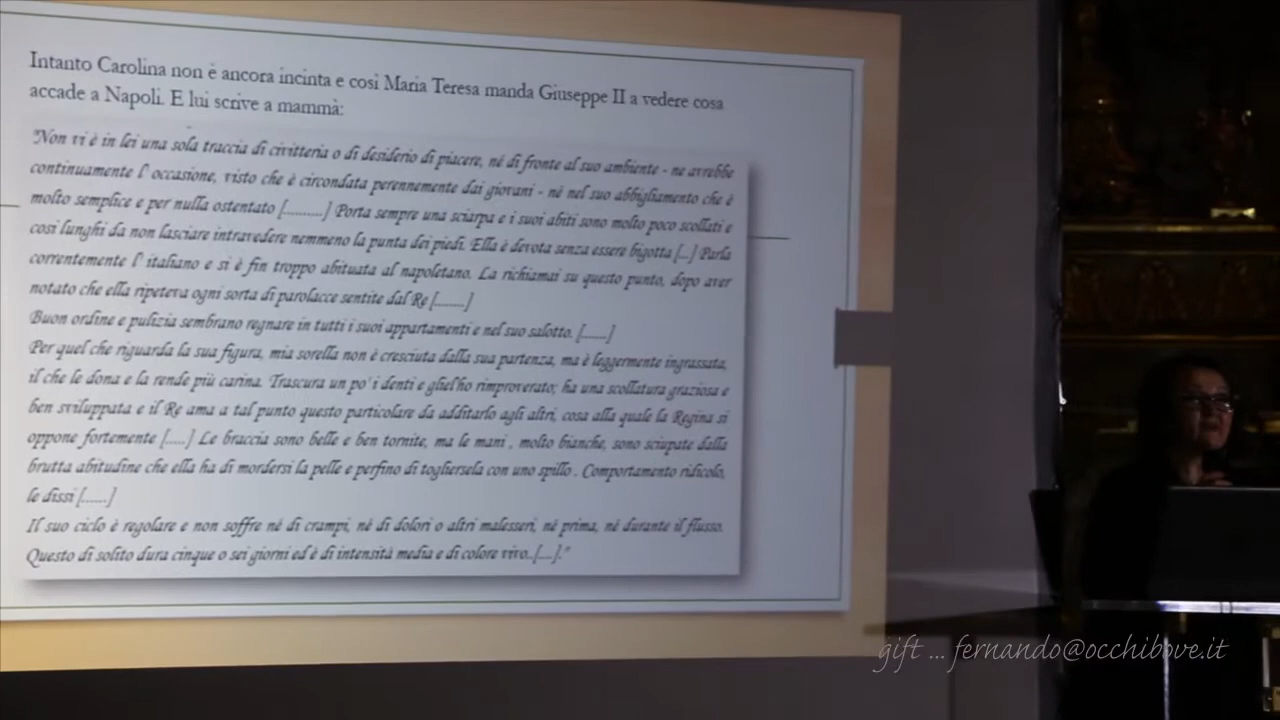 Intanto Carolina non è ancora incinta e così Maria Teresa manda Giuseppe II a vedere cosa
accade a Napoli. E lui scrive a mammà:
"Non vi è in lei una sola traccia di civitteria o di desiderio di piacere, né di fronte al suo ambiente - ne avrebbe
continuamente l' occasione, visto che è circondata perennemente dai giovani - nè nel suo abbigliamento che è
molto semplice e per nulla ostentato [..........] Porta sempre una sciarpa e i suoi abiti sono molto poco scollati e
così lunghi da non lasciare intravedere nemmeno la punta dei piedi. Ella è devota senza essere bigotta [...] Parla
correntemente l' italiano e si è fin troppo abituata al napoletano. La richiamai su questo punto, dopo aver
notato che ella ripeteva ogni sorta di parolacce sentite dal Re [........]
Buon ordine e pulizia sembrano regnare in tutti i suoi appartamenti e nel suo salotto. [.......]
Per quel che riguarda la sua figura, mia sorella non è cresciuta dalla sua partenza, ma è leggermente ingrassata,
il che le dona e la rende più carina. Trascura un po' i denti e gliel'ho rimproverato; ha una scollatura graziosa e
ben sviluppata e il Re ama a tal punto questo particolare da additarlo agli altri, cosa alla quale la Regina si
oppone fortemente [.....] Le braccia sono belle e ben tornite, ma le mani , molto bianche, sono sciupate dalla
brutta abitudine che ella ha di mordersi la pelle e perfino di togliersela con uno spillo . Comportamento ridicolo,
le dissi [......]
Il suo ciclo è regolare e non soffre né di crampi, né di dolori o altri malesseri, né prima, né durante il flusso.
Questo di solito dura cinque o sei giorni ed è di intensità media e di colore vivo..[....]."
gift ... fernando@occhibove.it